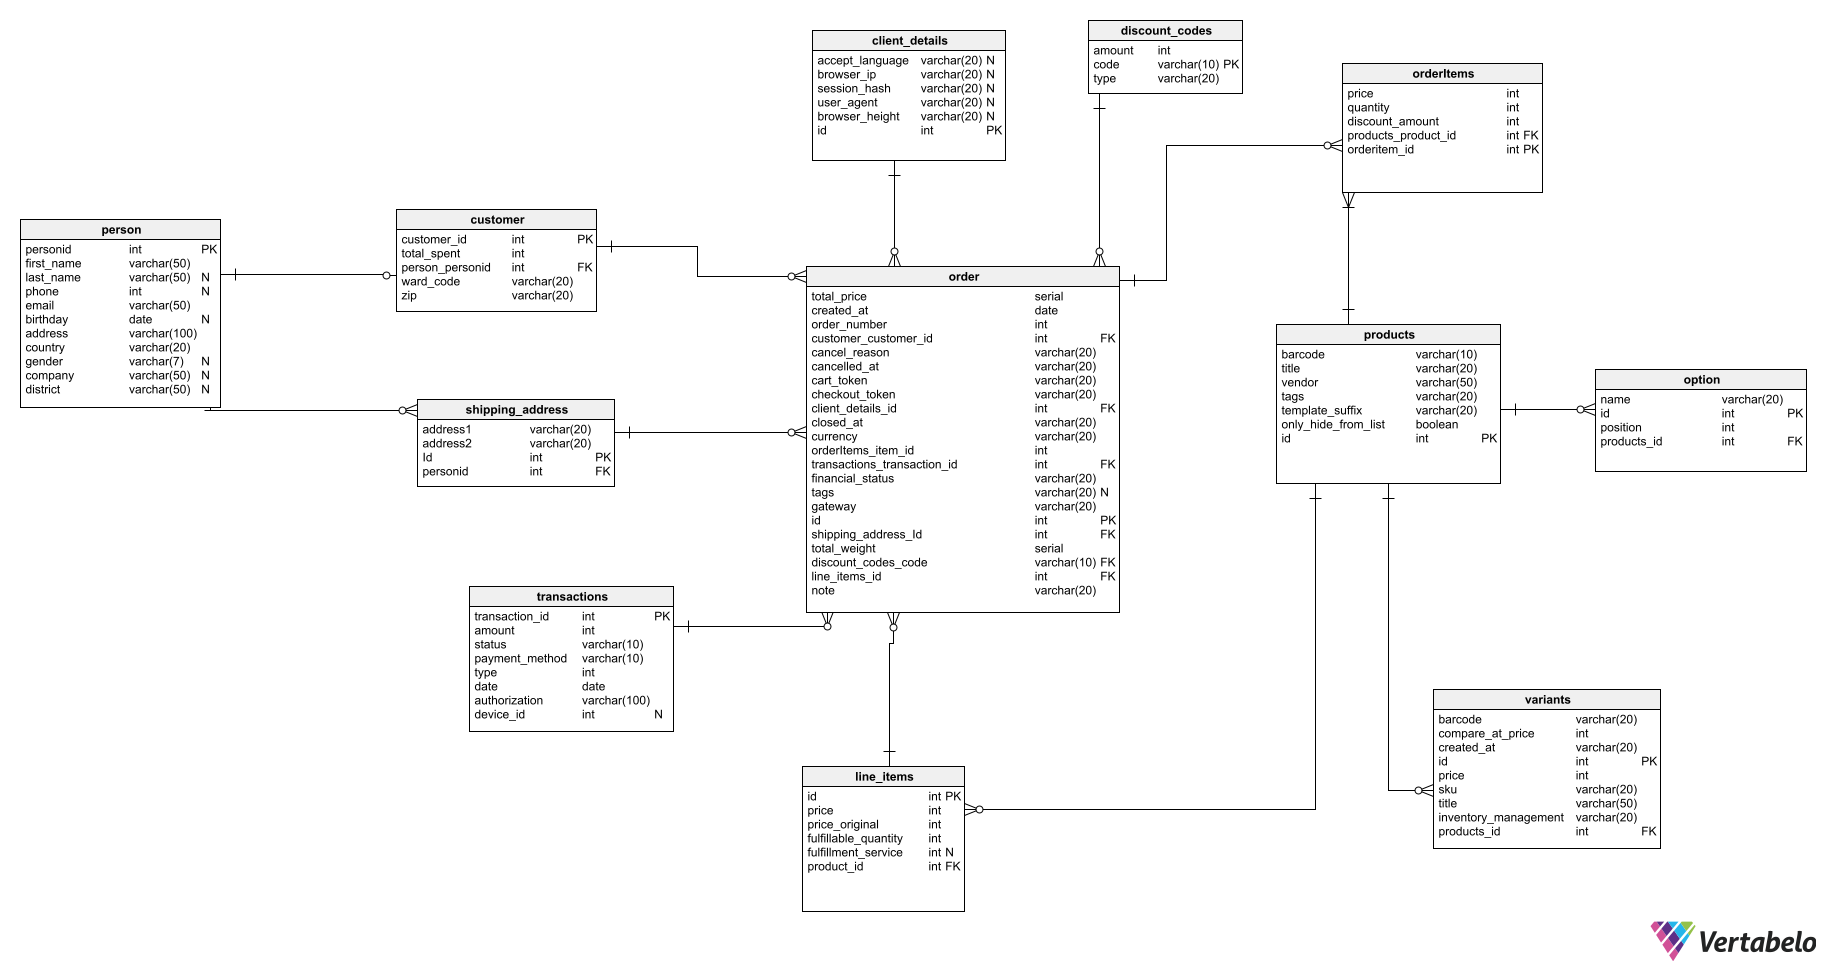 client_details
accept_language varchar(20) N
browser_ip varchar(20) N
session_hash varchar(20) N
user_agent varchar(20) N
browser_height varchar(20) N
id int PK
discount_codes
amount int
code varchar(10) PK
type varchar(20)
orderItems
price int
quantity int
discount_amount int
products_product_id int FK
orderitem_id int PK
person
personid int PK
first_name varchar(50)
last_name varchar(50) N
phone int N
email varchar(50)
birthday date N
address varchar(100)
country varchar(20)
gender varchar(7) N
company varchar(50) N
district varchar(50) N
customer
customer_id int PK
total_spent int
person_personid int FK
ward_code varchar(20)
zip varchar(20)
shipping_address
address1 varchar(20)
address2 varchar(20)
Id int PK
personid int FK
order
total_price serial
created_at date
order_number int
customer_customer_id int FK
cancel_reason varchar(20)
cancelled_at varchar(20)
cart_token varchar(20)
checkout_token varchar(20)
client_details_id int FK
closed_at varchar(20)
currency varchar(20)
orderItems_item_id int
transactions_transaction_id int FK
financial_status varchar(20)
tags varchar(20) N
gateway varchar(20)
id int PK
shipping_address_Id int FK
total_weight serial
discount_codes_code varchar(10) FK
line_items_id int FK
note varchar(20)
products
barcode varchar(10)
title varchar(20)
vendor varchar(50)
tags varchar(20)
template_suffix varchar(20)
only_hide_from_list boolean
id int PK
option
name varchar(20)
id int PK
position int
products_id int FK
transactions
transaction_id int PK
amount int
status varchar(10)
payment_method varchar(10)
type int
date date
authorization varchar(100)
device_id int N
line_items
id int PK
price int
price_original int
fulfillable_quantity int
fulfillment_service int N
product_id int FK
variants
barcode varchar(20)
compare_at_price int
created_at varchar(20)
id int PK
price int
sku varchar(20)
title varchar(50)
inventory_management varchar(20)
products_id int FK
Vertabelo